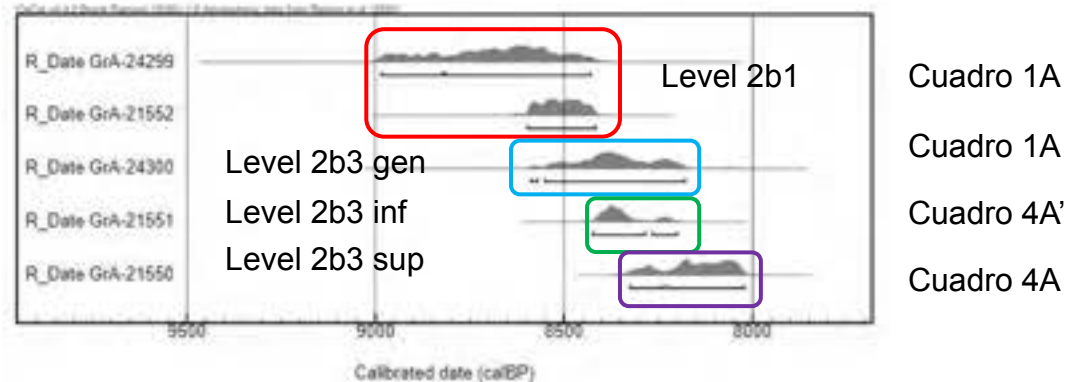 R_Date GrA-24299
Level 2b1
Cuadro 1A
R_Date GrA-21552
R_Date GrA-24300
Level 2b3 gen
Cuadro 1A
R_Date GrA-21551
Level 2b3 inf
Cuadro 4A’
R_Date GrA-21550
Level 2b3 sup
Cuadro 4A
9500 9000 8500 8000
Calibrated date (calBP)